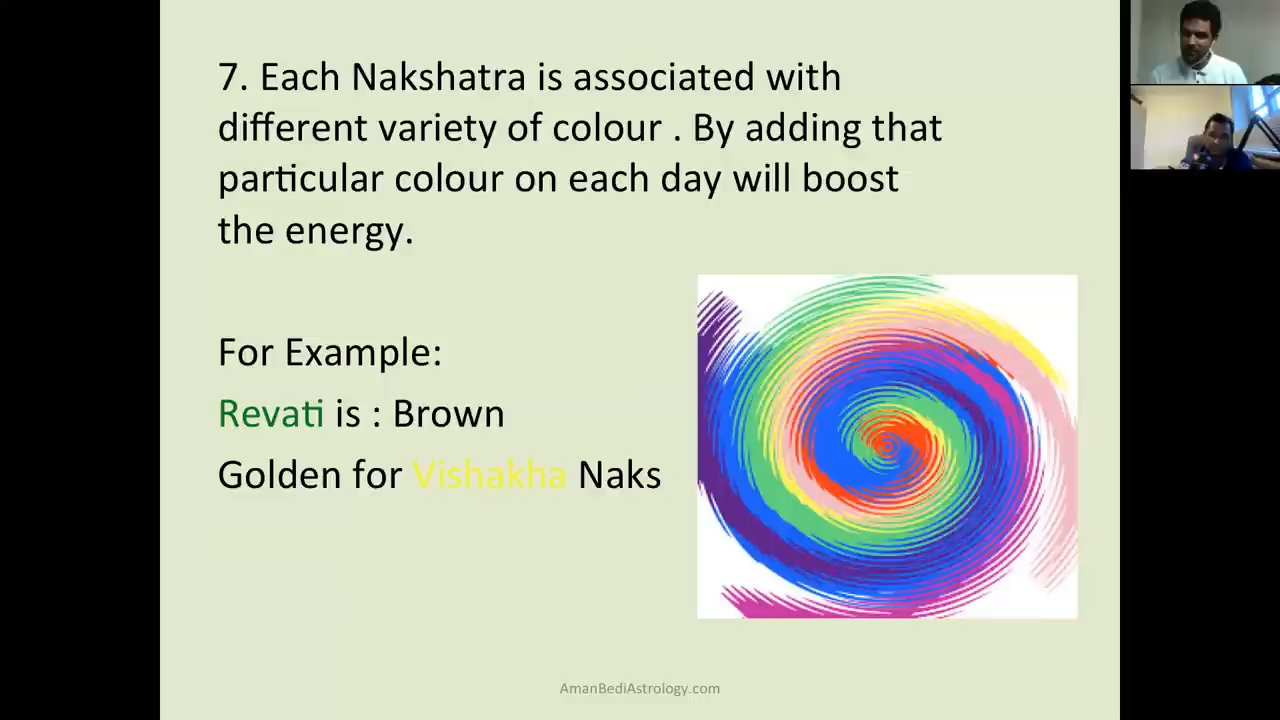 7. Each Nakshatra is associated with
different variety of colour . By adding that
particular colour on each day will boost
the energy.
For Example:
Revati is : Brown
Golden for Vishakha Naks
AmanBediAstrology.com